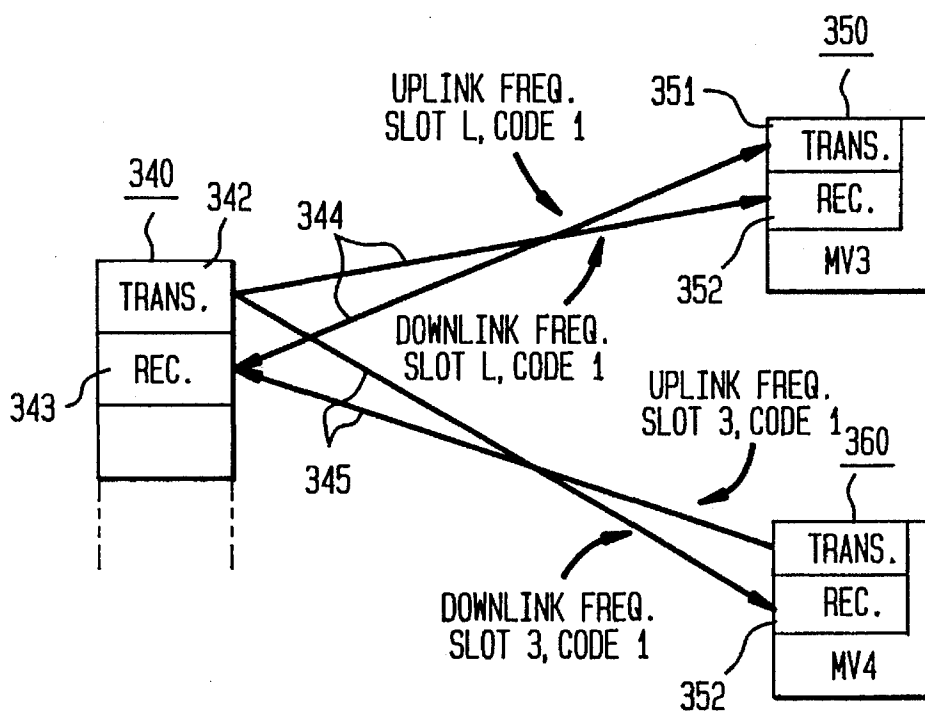 350
351
UPLINK FREQ.
SLOT L, CODE 1
TRANS.
340
342
344
REC.
352
MV3
TRANS.
DOWNLINK FREQ.
SLOT L, CODE 1
REC.
343
UPLINK FREQ.
SLOT 3, CODE 1
360
345
TRANS.
DOWNLINK FREQ.
SLOT 3, CODE 1
REC.
352
MV4